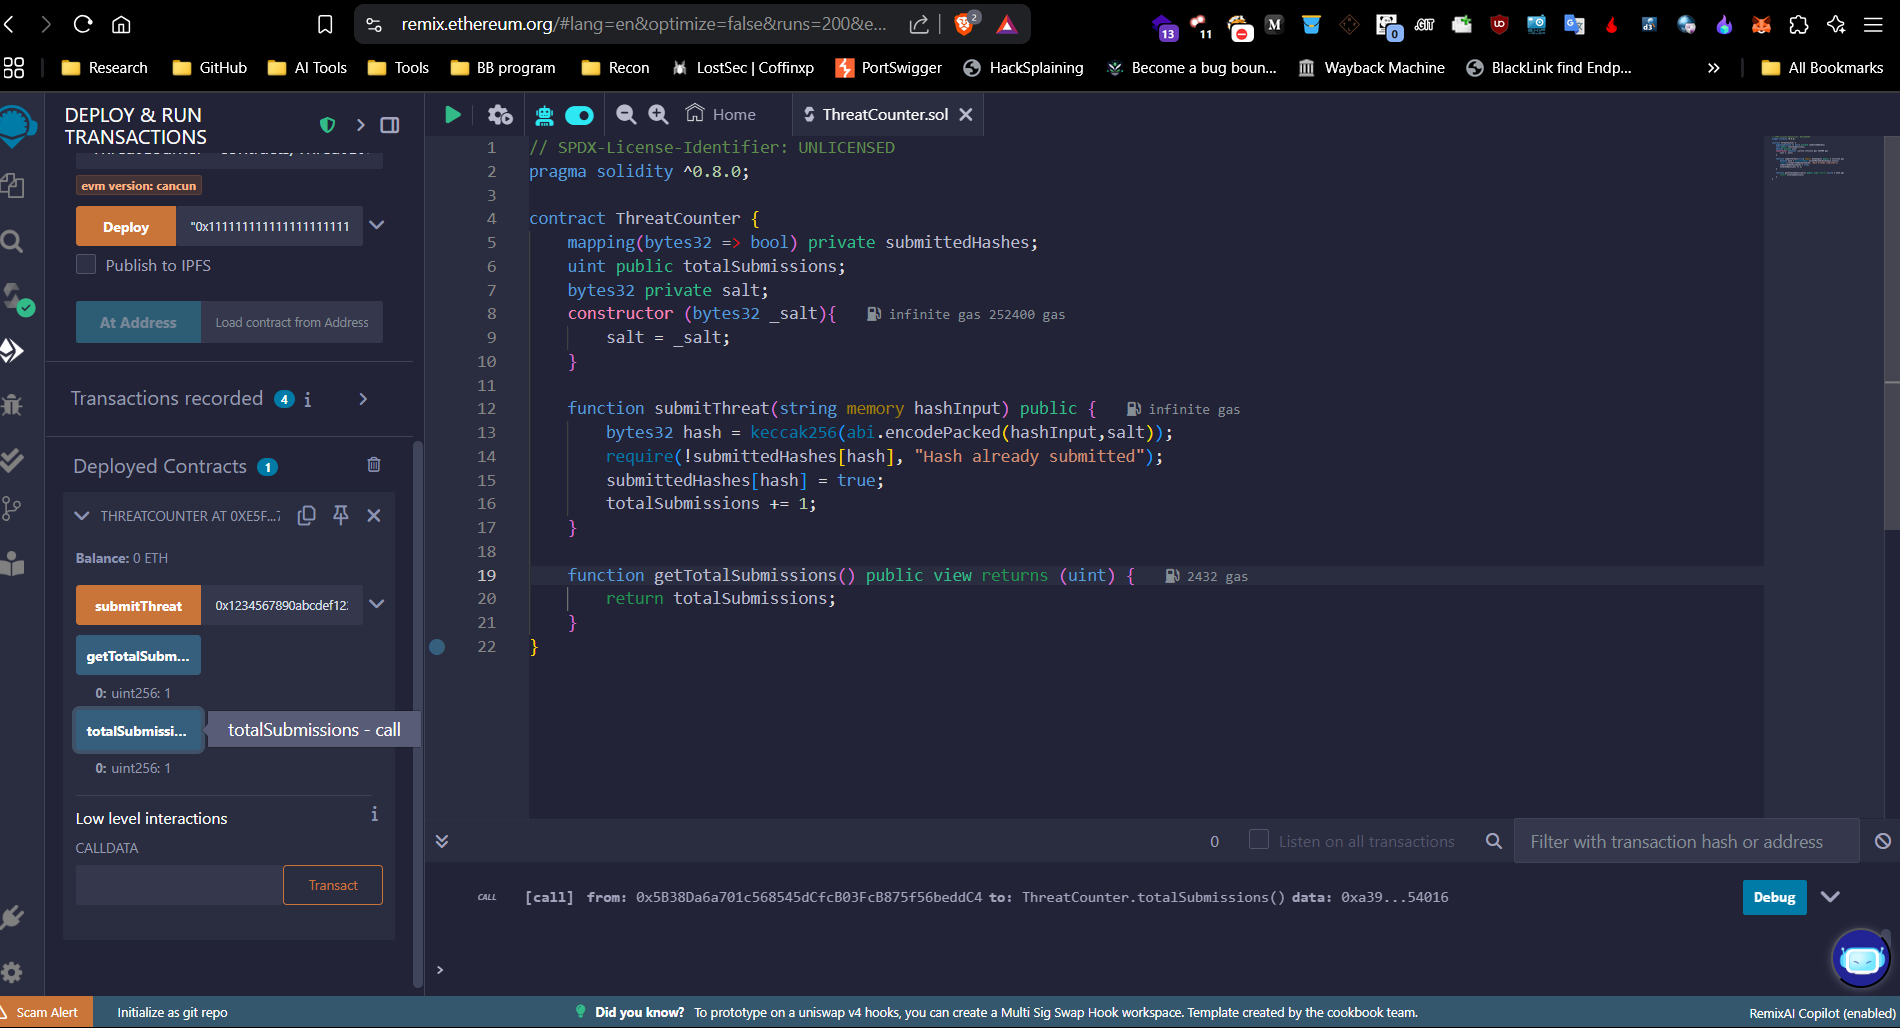 remix.ethereum.org/#lang=en&optimize=false&runs=200&e...
2
13
11
M
0
.GIT
UD
d3
Research
GitHub
AI Tools
Tools
BB program
Recon
LostSec | Coffinxp
PortSwigger
HackSplaining
Become a bug boun...
Wayback Machine
BlackLink find Endp...
»
All Bookmarks
DEPLOY & RUN
TRANSACTIONS
evm version: cancun
Deploy
"0x111111111111111111111
Publish to IPFS
At Address
Load contract from Address
Transactions recorded 4 i
Deployed Contracts 1
THREATCOUNTER AT 0XE5F...
Balance: 0 ETH
submitThreat
0x1234567890abcdef12
getTotalSubm...
0: uint256: 1
totalSubmissi...
totalSubmissions - call
0: uint256: 1
Low level interactions i
CALLDATA
Transact
Home
ThreatCounter.sol
1 // SPDX-License-Identifier: UNLICENSED
2 pragma solidity ^0.8.0;
3
4 contract ThreatCounter {
5 mapping(bytes32 => bool) private submittedHashes;
6 uint public totalSubmissions;
7 bytes32 private salt;
8 constructor (bytes32 _salt){ infinite gas 252400 gas
9 salt = _salt;
10 }
11
12 function submitThreat(string memory hashInput) public { infinite gas
13 bytes32 hash = keccak256(abi.encodePacked(hashInput,salt));
14 require(!submittedHashes[hash], "Hash already submitted");
15 submittedHashes[hash] = true;
16 totalSubmissions += 1;
17 }
18
19 function getTotalSubmissions() public view returns (uint) { 2432 gas
20 return totalSubmissions;
21 }
22 }
0
Listen on all transactions
Filter with transaction hash or address
CALL
[call] from: 0x5B38Da6a701c568545dCfcB03FcB875f56beddC4 to: ThreatCounter.totalSubmissions() data: 0xa39...54016
Debug
>
Scam Alert
Initialize as git repo
Did you know? To prototype on a uniswap v4 hooks, you can create a Multi Sig Swap Hook workspace. Template created by the cookbook team.
RemixAI Copilot (enabled)